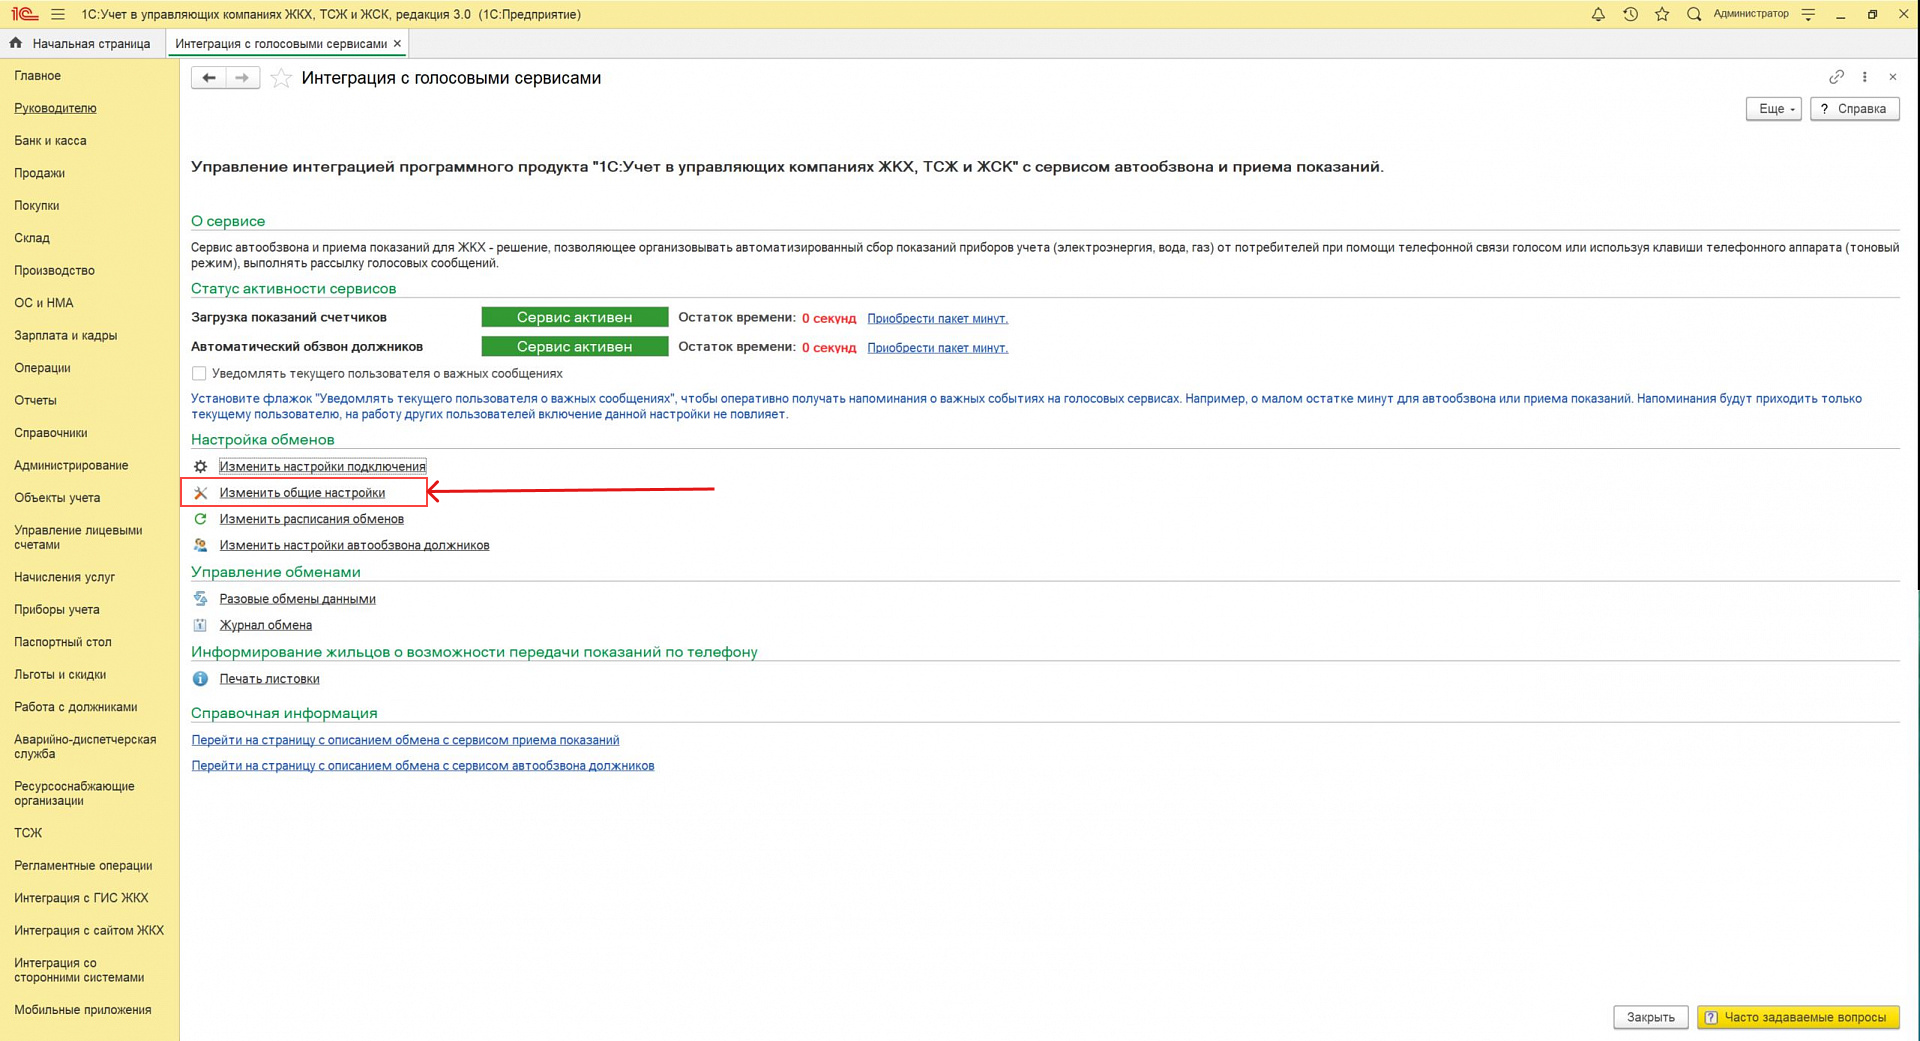 1С:Учет в управляющих компаниях ЖКХ, ТСЖ и ЖСК, редакция 3.0 (1С:Предприятие)
Администратор
Начальная страница
Интеграция с голосовыми сервисами ×
Главное
Руководителю
Банк и касса
Продажи
Покупки
Склад
Производство
ОС и НМА
Зарплата и кадры
Операции
Отчеты
Справочники
Администрирование
Объекты учета
Управление лицевыми
счетами
Начисления услуг
Приборы учета
Паспортный стол
Льготы и скидки
Работа с должниками
Аварийно-диспетчерская
служба
Ресурсоснабжающие
организации
ТСЖ
Регламентные операции
Интеграция с ГИС ЖКХ
Интеграция с сайтом ЖКХ
Интеграция со
сторонними системами
Мобильные приложения
Интеграция с голосовыми сервисами
Еще
? Справка
Управление интеграцией программного продукта "1С:Учет в управляющих компаниях ЖКХ, ТСЖ и ЖСК" с сервисом автообзвона и приема показаний.
О сервисе
Сервис автообзвона и приема показаний для ЖКХ - решение, позволяющее организовывать автоматизированный сбор показаний приборов учета (электроэнергия, вода, газ) от потребителей при помощи телефонной связи голосом или используя клавиши телефонного аппарата (тоновый
режим), выполнять рассылку голосовых сообщений.
Статус активности сервисов
Загрузка показаний счетчиков Сервис активен Остаток времени: 0 секунд Приобрести пакет минут.
Автоматический обзвон должников Сервис активен Остаток времени: 0 секунд Приобрести пакет минут.
Уведомлять текущего пользователя о важных сообщениях
Установите флажок "Уведомлять текущего пользователя о важных сообщениях", чтобы оперативно получать напоминания о важных событиях на голосовых сервисах. Например, о малом остатке минут для автообзвона или приема показаний. Напоминания будут приходить только
текущему пользователю, на работу других пользователей включение данной настройки не повлияет.
Настройка обменов
Изменить настройки подключения
Изменить общие настройки
Изменить расписания обменов
Изменить настройки автообзвона должников
Управление обменами
Разовые обмены данными
Журнал обмена
Информирование жильцов о возможности передачи показаний по телефону
Печать листовки
Справочная информация
Перейти на страницу с описанием обмена с сервисом приема показаний
Перейти на страницу с описанием обмена с сервисом автообзвона должников
Закрыть
? Часто задаваемые вопросы